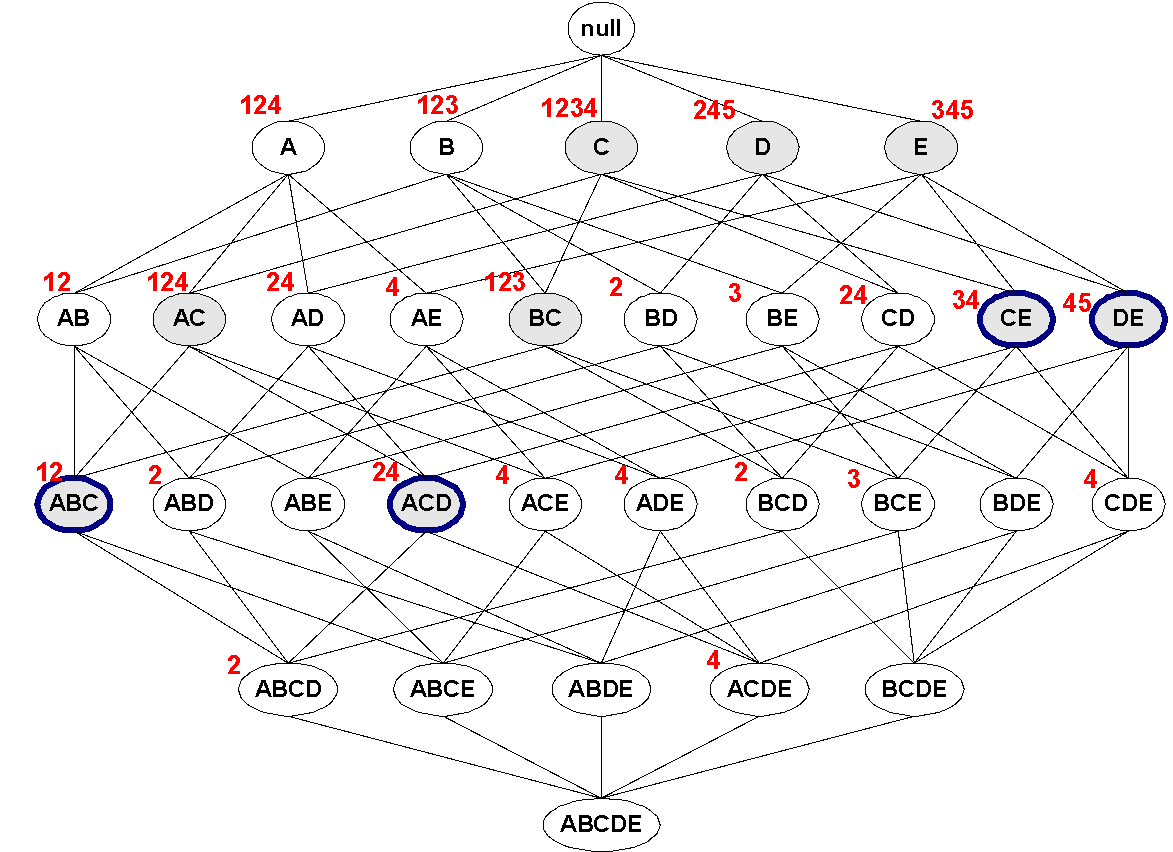 null
124 123 1234 245 345
A B C D E
12 124 24 4 123 2 3 24 34 45
AB AC AD AE BC BD BE CD CE DE
12 2 24 4 4 2 3 4
ABC ABD ABE ACD ACE ADE BCD BCE BDE CDE
2 4
ABCD ABCE ABDE ACDE BCDE
ABCDE